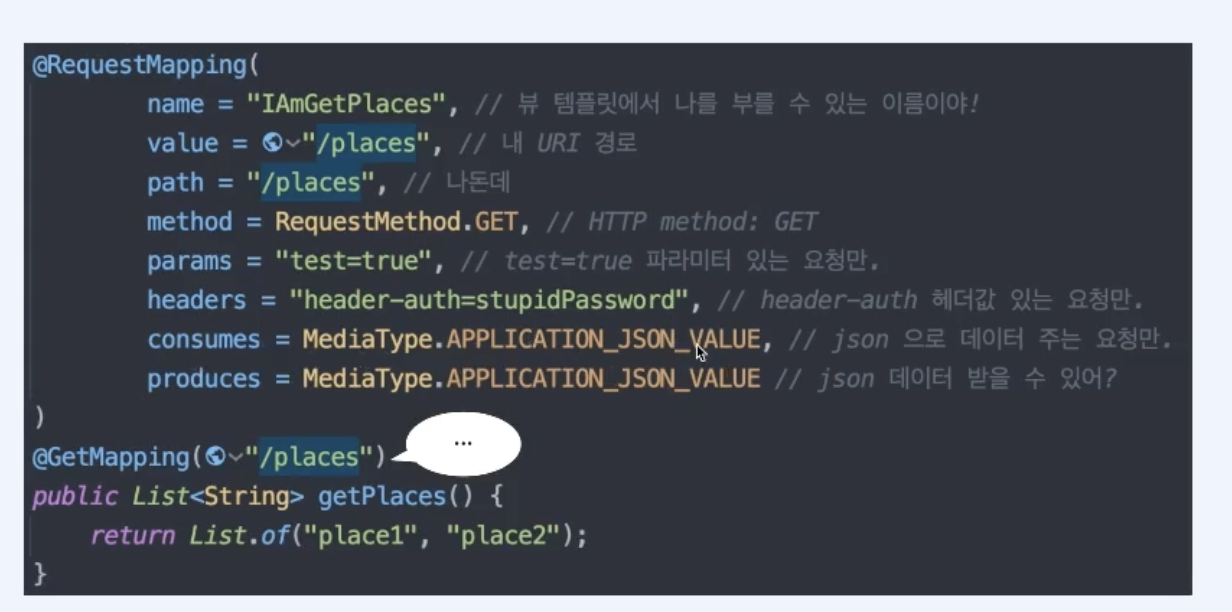 @RequestMapping(
name = "IAmGetPlaces", // 뷰 템플릿에서 나를 부를 수 있는 이름이야!
value = "/places", // 내 URI 경로
path = "/places", // 나돈데
method = RequestMethod.GET, // HTTP method: GET
params = "test=true", // test=true 파라미터 있는 요청만.
headers = "header-auth=stupidPassword", // header-auth 헤더값 있는 요청만.
consumes = MediaType.APPLICATION_JSON_VALUE, // json 으로 데이터 주는 요청만.
produces = MediaType.APPLICATION_JSON_VALUE // json 데이터 받을 수 있어?
)
...
@GetMapping("/places")
public List<String> getPlaces() {
return List.of("place1", "place2");
}